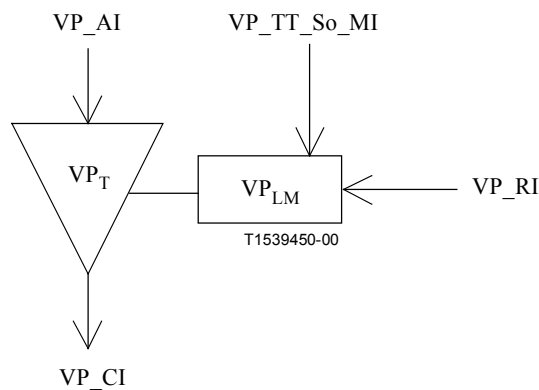 VP_AI
VP_TT_So_MI
VP_T
VP_LM
VP_RI
T1539450-00
VP_CI